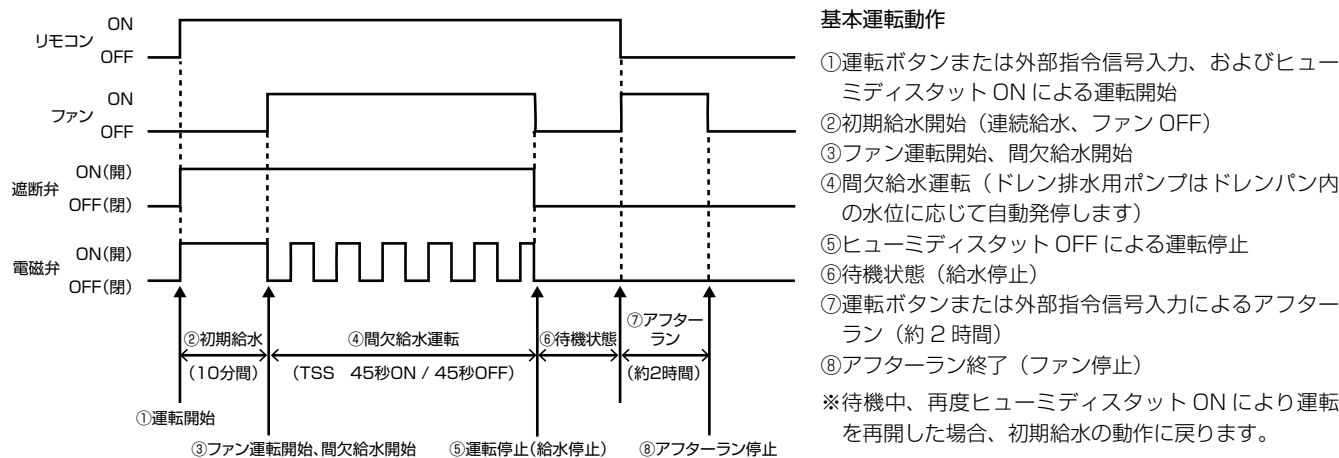 リモコン
ON
OFF
ファン
ON
OFF
遮断弁
ON(開)
OFF(閉)
電磁弁
ON(開)
OFF(閉)
②初期給水
(10分間)
④間欠給水運転
(TSS 45秒ON / 45秒OFF)
⑥待機状態
⑦アフター
ラン
(約2時間)
①運転開始
③ファン運転開始、間欠給水開始
⑤運転停止(給水停止)
⑧アフターラン停止
基本運転動作
①運転ボタンまたは外部指令信号入力、およびヒュー
ミディスタット ON による運転開始
②初期給水開始（連続給水、ファン OFF）
③ファン運転開始、間欠給水開始
④間欠給水運転（ドレン排水用ポンプはドレンパン内
の水位に応じて自動発停します）
⑤ヒューミディスタット OFF による運転停止
⑥待機状態（給水停止）
⑦運転ボタンまたは外部指令信号入力によるアフター
ラン（約 2 時間）
⑧アフターラン終了（ファン停止）
※待機中、再度ヒューミディスタット ON により運転
を再開した場合、初期給水の動作に戻ります。